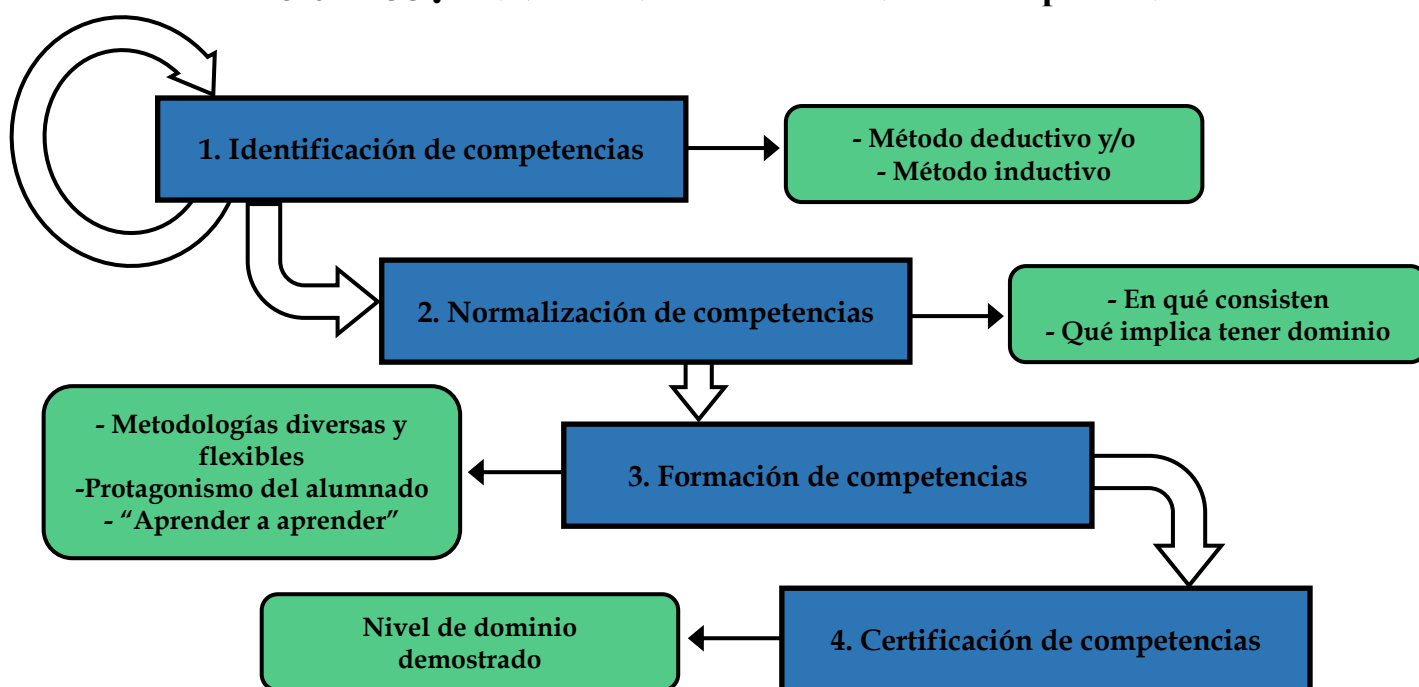 1. Identificación de competencias
- Método deductivo y/o
- Método inductivo
2. Normalización de competencias
- En qué consisten
- Qué implica tener dominio
- Metodologías diversas y
flexibles
-Protagonismo del alumnado
- “Aprender a aprender”
3. Formación de competencias
Nivel de dominio
demostrado
4. Certificación de competencias